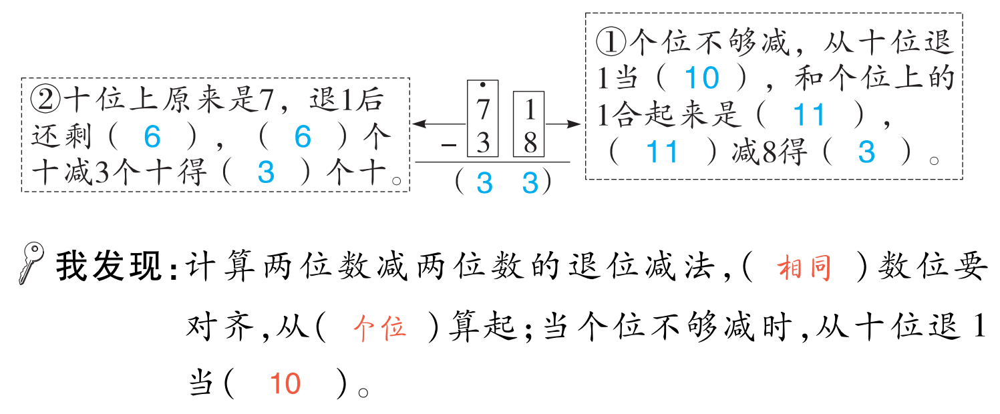 ①个位不够减，从十位退
1当（ 10 ），和个位上的
1合起来是（ 11 ），
（ 11 ）减8得（ 3 ）。
②十位上原来是7，退1后
还剩（ 6 ），（ 6 ）个
十减3个十得（ 3 ）个十。
7 1
－ 3 8
（ 3 3）
我发现：计算两位数减两位数的退位减法，（ 相同 ）数位要
对齐，从（ 个位 ）算起；当个位不够减时，从十位退 1
当（ 10 ）。